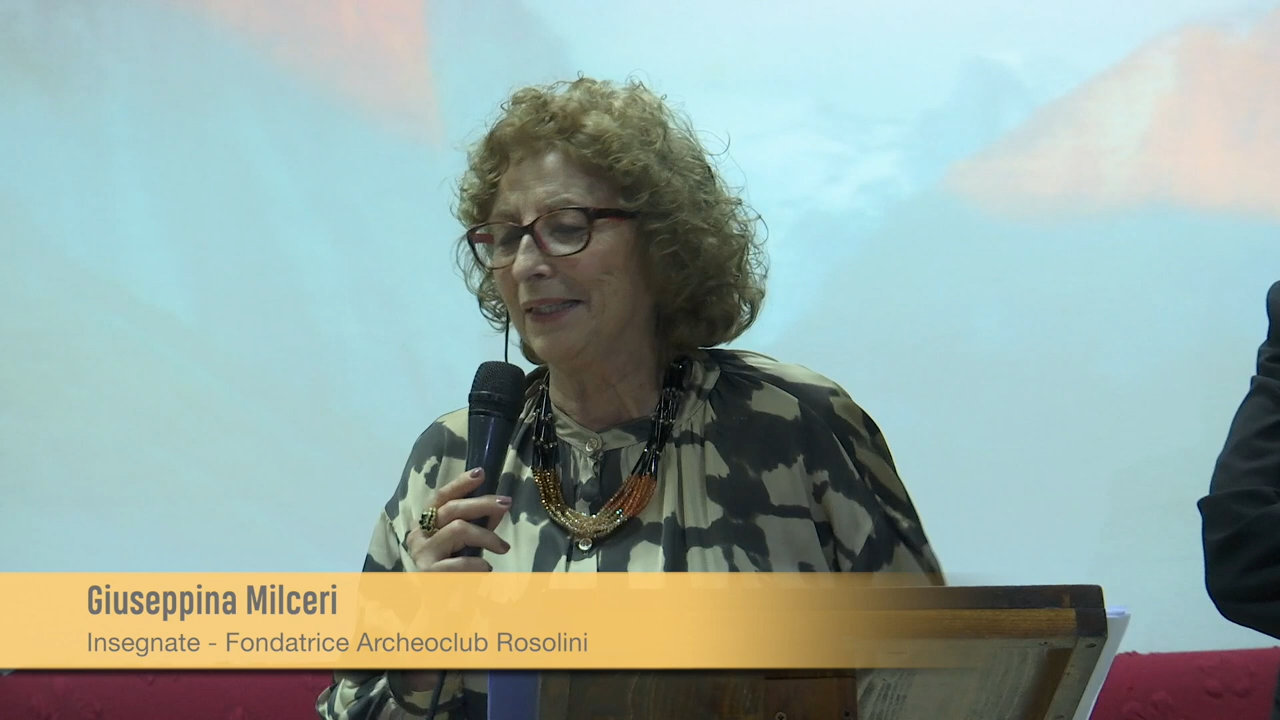 Giuseppina Milceri
Insegnate - Fondatrice Archeoclub Rosolini